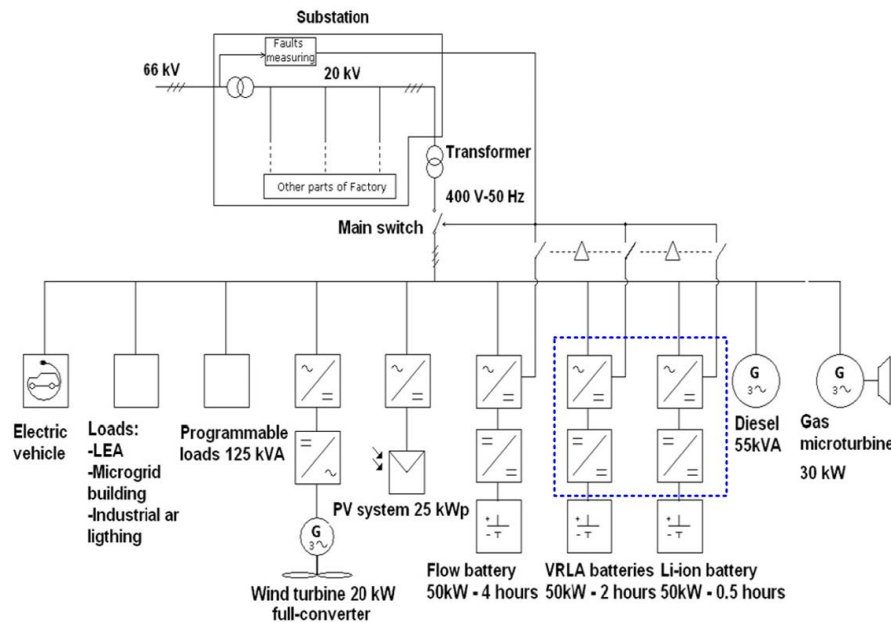 Substation
Faults
measuring
66 kV
20 kV
Transformer
Other parts of Factory
400 V-50 Hz
Main switch
G
3~
G
3~
Electric
vehicle
Loads:
-LEA
-Microgrid
building
-Industrial ar
ligthing
Programmable
loads 125 kVA
PV system 25 kWp
G
3~
Wind turbine 20 kW
full-converter
Flow battery
50kW - 4 hours
VRLA batteries
50kW - 2 hours
Li-ion battery
50kW - 0.5 hours
Diesel
55kVA
Gas
microturbine
30 kW